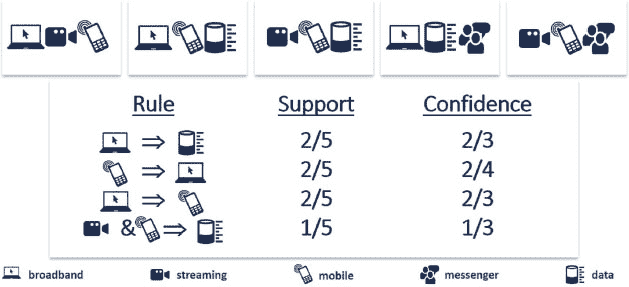 Rule Support Confidence
⇒ 2/5 2/3
⇒ 2/5 2/4
⇒ 2/5 2/3
& ⇒ 1/5 1/3
broadband streaming mobile messenger data